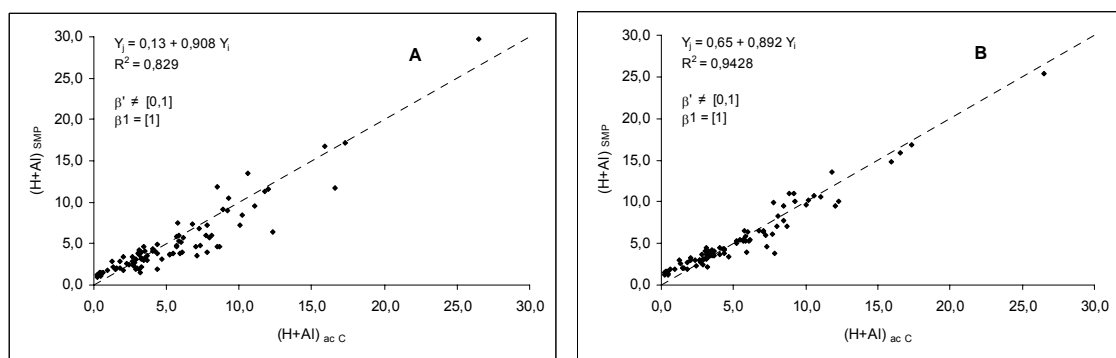 A
Y_j = 0,13 + 0,908 Y_i
R² = 0,829
β' ≠ [0,1]
β1 = [1]
30,0
25,0
20,0
15,0
10,0
5,0
0,0
(H+Al) SMP
0,0 5,0 10,0 15,0 20,0 25,0 30,0
(H+Al) ac C
B
Y_j = 0,65 + 0,892 Y_i
R² = 0,9428
β' ≠ [0,1]
β1 = [1]
30,0
25,0
20,0
15,0
10,0
5,0
0,0
(H+Al) SMP
0,0 5,0 10,0 15,0 20,0 25,0 30,0
(H+Al) ac C